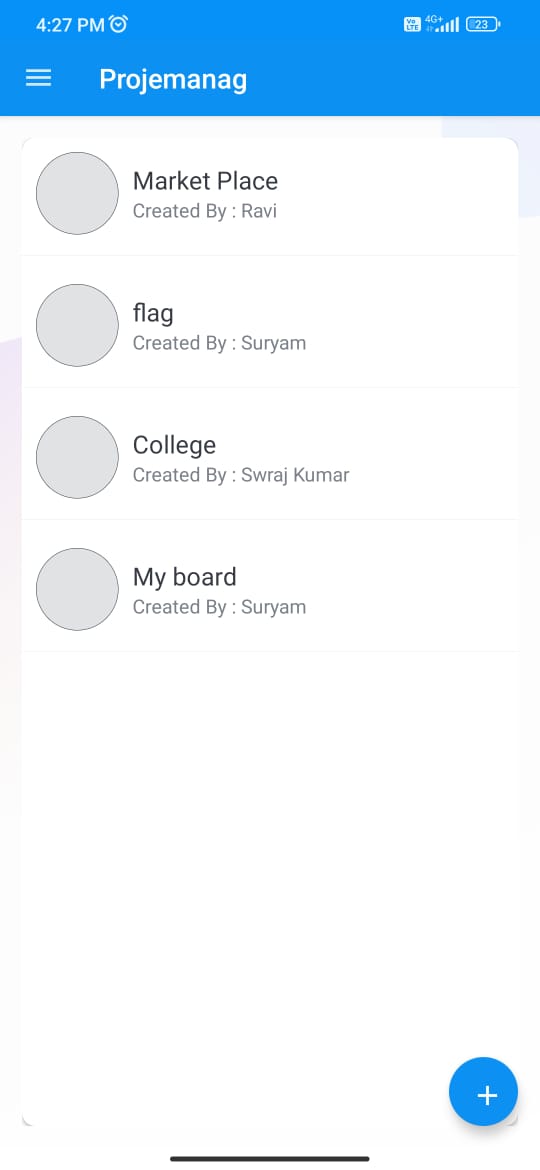 4:27 PM
Vo
LTE
4G+
23
Projemanag
Market Place
Created By : Ravi
flag
Created By : Suryam
College
Created By : Swraj Kumar
My board
Created By : Suryam
+